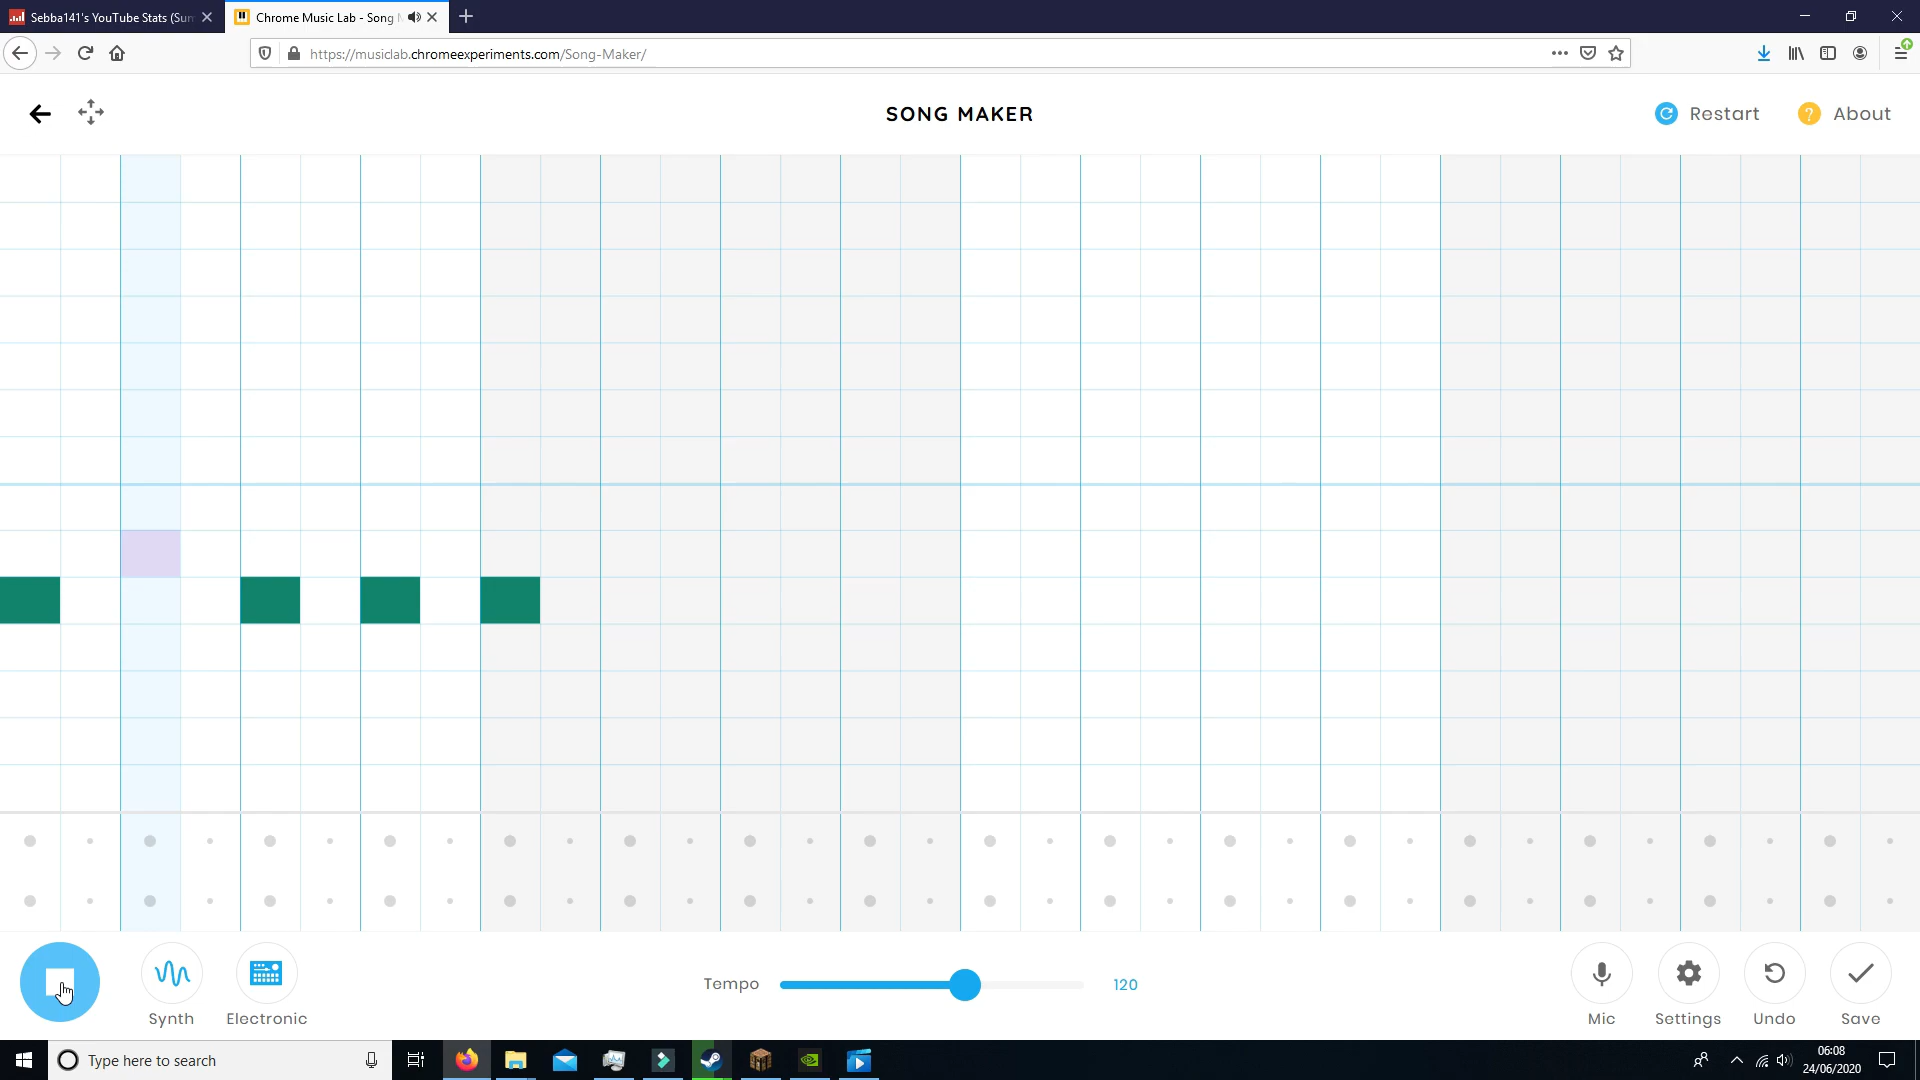 Sebba141's YouTube Stats (Sum
Chrome Music Lab - Song M
https://musiclab.chromeexperiments.com/Song-Maker/
SONG MAKER
Restart
? About
Tempo
120
Synth
Electronic
Mic
Settings
Undo
Save
Type here to search
06:08
24/06/2020